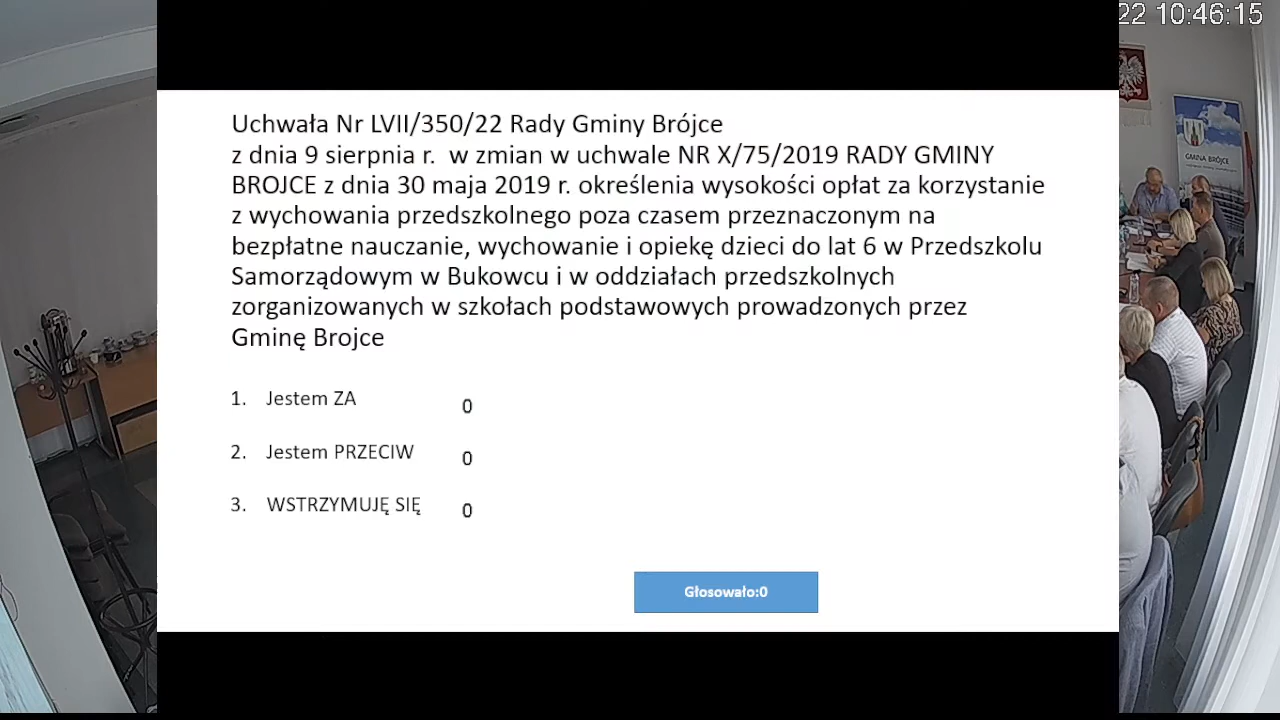 22 10:46:15
GMINA BRÓJCE
Uchwała Nr LVII/350/22 Rady Gminy Brójce
z dnia 9 sierpnia r.  w zmian w uchwale NR X/75/2019 RADY GMINY
BROJCE z dnia 30 maja 2019 r. określenia wysokości opłat za korzystanie
z wychowania przedszkolnego poza czasem przeznaczonym na
bezpłatne nauczanie, wychowanie i opiekę dzieci do lat 6 w Przedszkolu
Samorządowym w Bukowcu i w oddziałach przedszkolnych
zorganizowanych w szkołach podstawowych prowadzonych przez
Gminę Brojce
1. Jestem ZA 0
2. Jestem PRZECIW 0
3. WSTRZYMUJĘ SIĘ 0
Głosowało:0